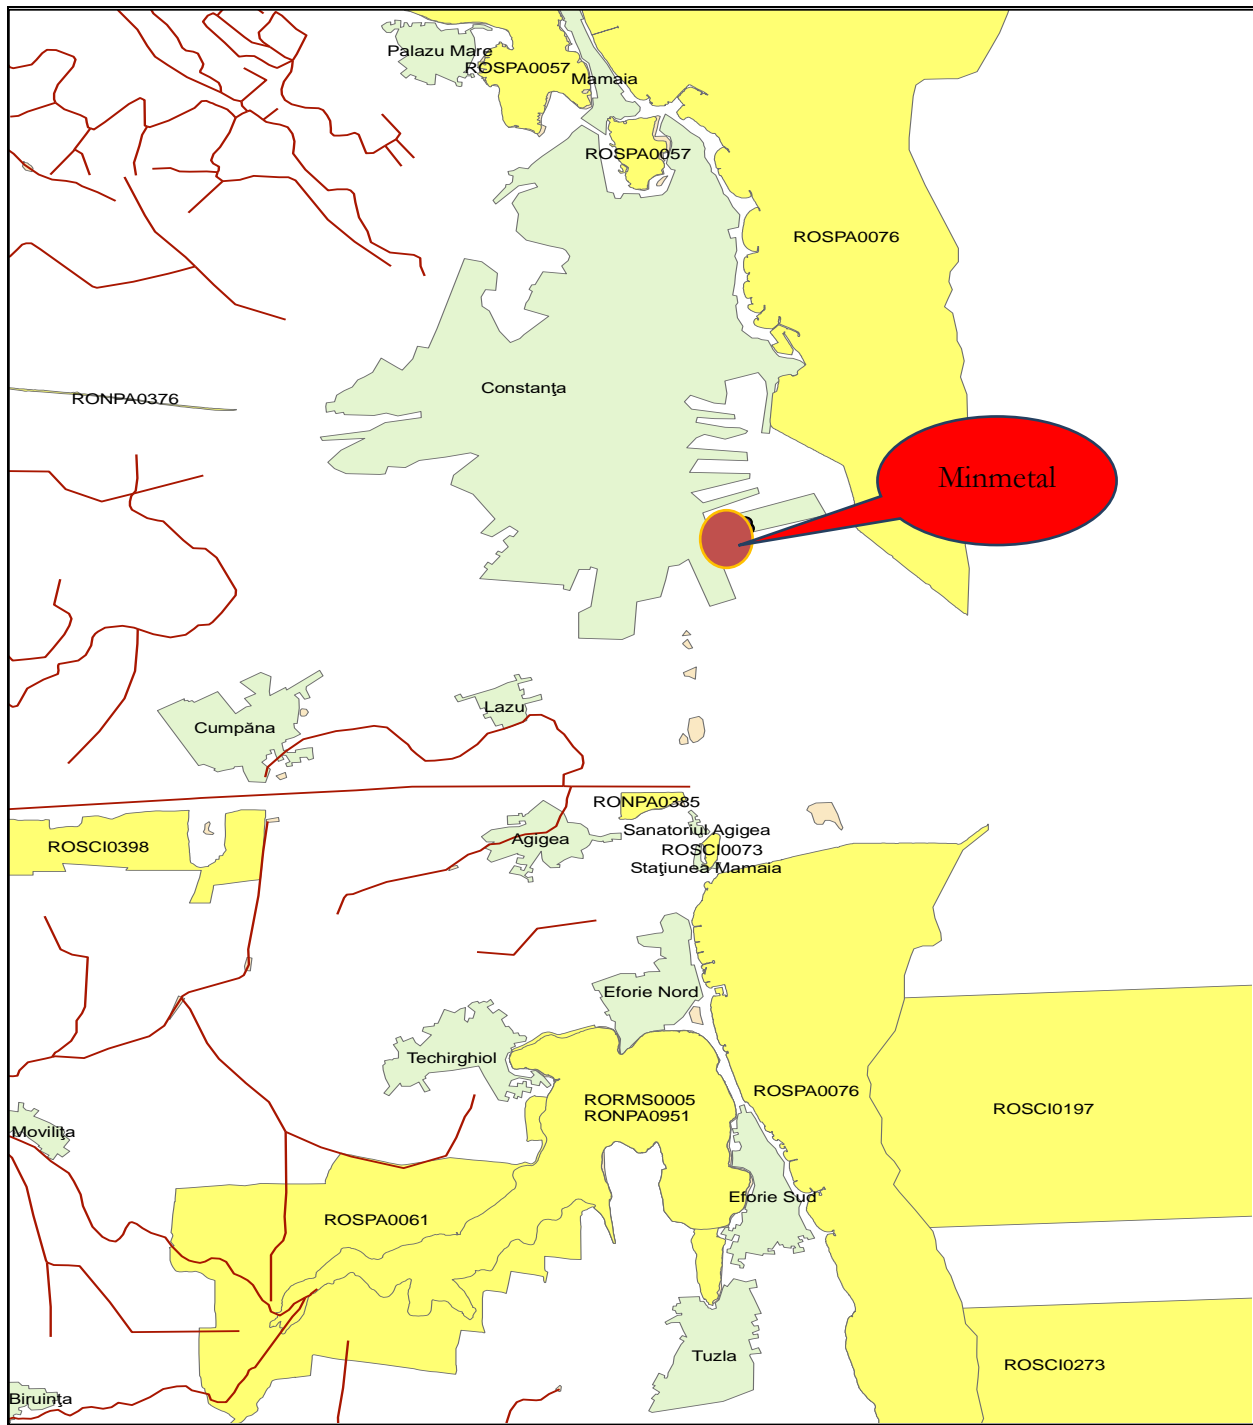 Palazu Mare
ROSPA0057
Mamaia
ROSPA0057
ROSPA0076
Constanţa
RONPA0376
Minmetal
Lazu
Cumpăna
RONPA0385
Sanatoriul Agigea
Agigea
ROSCI0073
ROSCI0398
Staţiunea Mamaia
Eforie Nord
Techirghiol
ROSPA0076
RORMS0005
RONPA0951
ROSCI0197
Moviliţa
Eforie Sud
ROSPA0061
Tuzla
ROSCI0273
Biruinţa